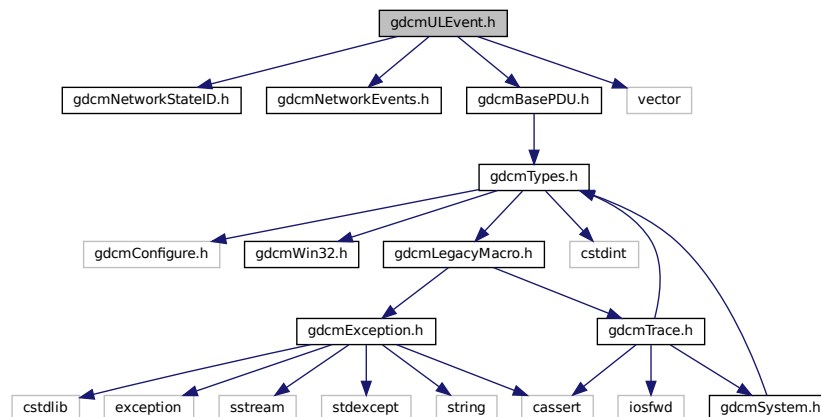 gdcmULEvent.h
gdcmNetworkStateID.h
gdcmNetworkEvents.h
gdcmBasePDU.h
vector
gdcmTypes.h
gdcmConfigure.h
gdcmWin32.h
gdcmLegacyMacro.h
cstdint
gdcmException.h
gdcmTrace.h
cstdlib
exception
sstream
stdexcept
string
cassert
iosfwd
gdcmSystem.h